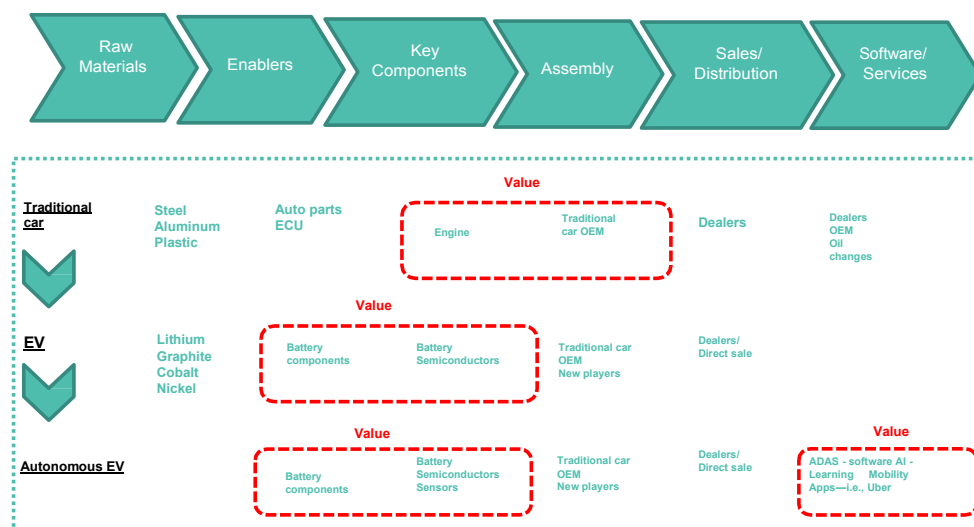 Raw
Materials
Enablers
Key
Components
Assembly
Sales/
Distribution
Software/
Services
Value
Traditional
car
Steel
Aluminum
Plastic
Auto parts
ECU
Engine
Traditional
car OEM
Dealers
Dealers
OEM
Oil
changes
Value
EV
Lithium
Graphite
Cobalt
Nickel
Battery
components
Battery
Semiconductors
Traditional car
OEM
New players
Dealers/
Direct sale
Value
Value
Autonomous EV
Battery
components
Battery
Semiconductors
Sensors
Traditional car
OEM
New players
Dealers/
Direct sale
ADAS - software AI -
Learning Mobility
Apps—i.e., Uber